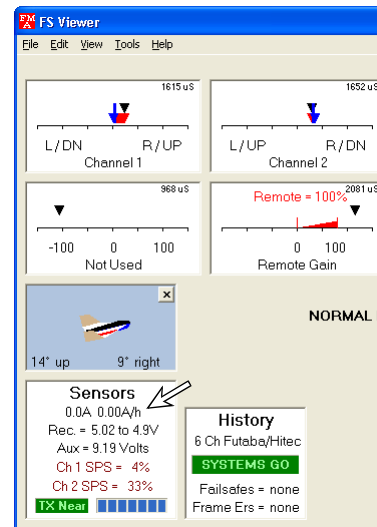 FMA FS Viewer
File Edit View Tools Help
1615 uS
L/DN R/UP
Channel 1
1652 uS
L/UP R/DN
Channel 2
968 uS
-100 0 100
Not Used
Remote = 100% 2081 uS
0 100
Remote Gain
14° up 9° right
NORMAL
Sensors
0.0A 0.00A/h
Rec. = 5.02 to 4.9V
Aux = 9.19 Volts
Ch 1 SPS = 4%
Ch 2 SPS = 33%
TX Near
History
6 Ch Futaba/Hitec
SYSTEMS GO
Failsafes = none
Frame Ers = none